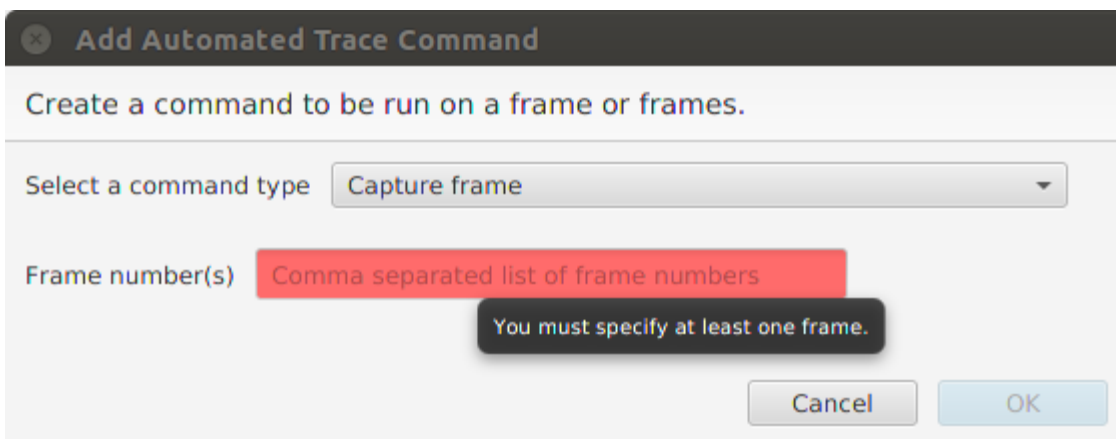 Add Automated Trace Command
Create a command to be run on a frame or frames.
Select a command type Capture frame
Frame number(s) Comma separated list of frame numbers
You must specify at least one frame.
Cancel OK